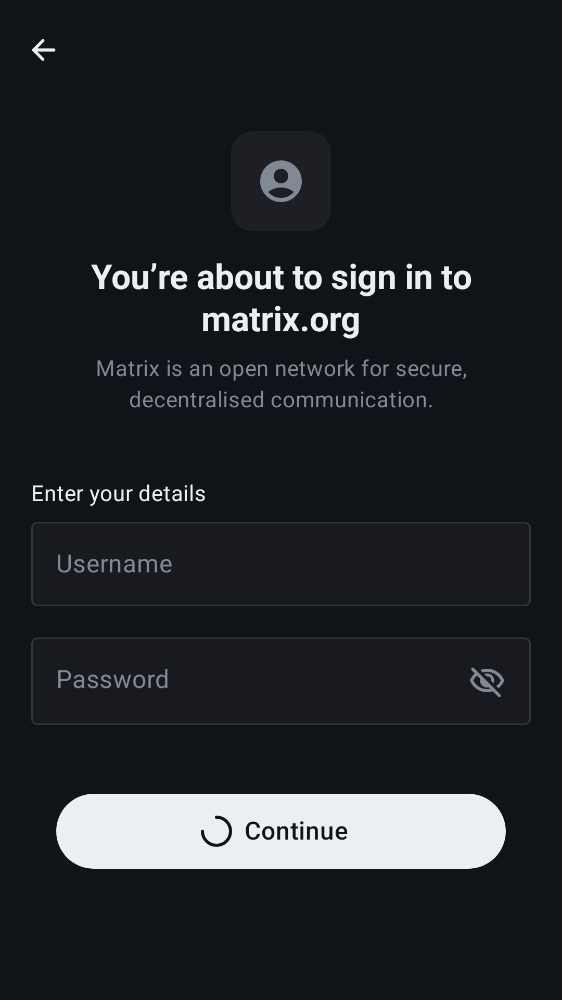 You’re about to sign in to
matrix.org
Matrix is an open network for secure,
decentralised communication.
Enter your details
Username
Password
Continue